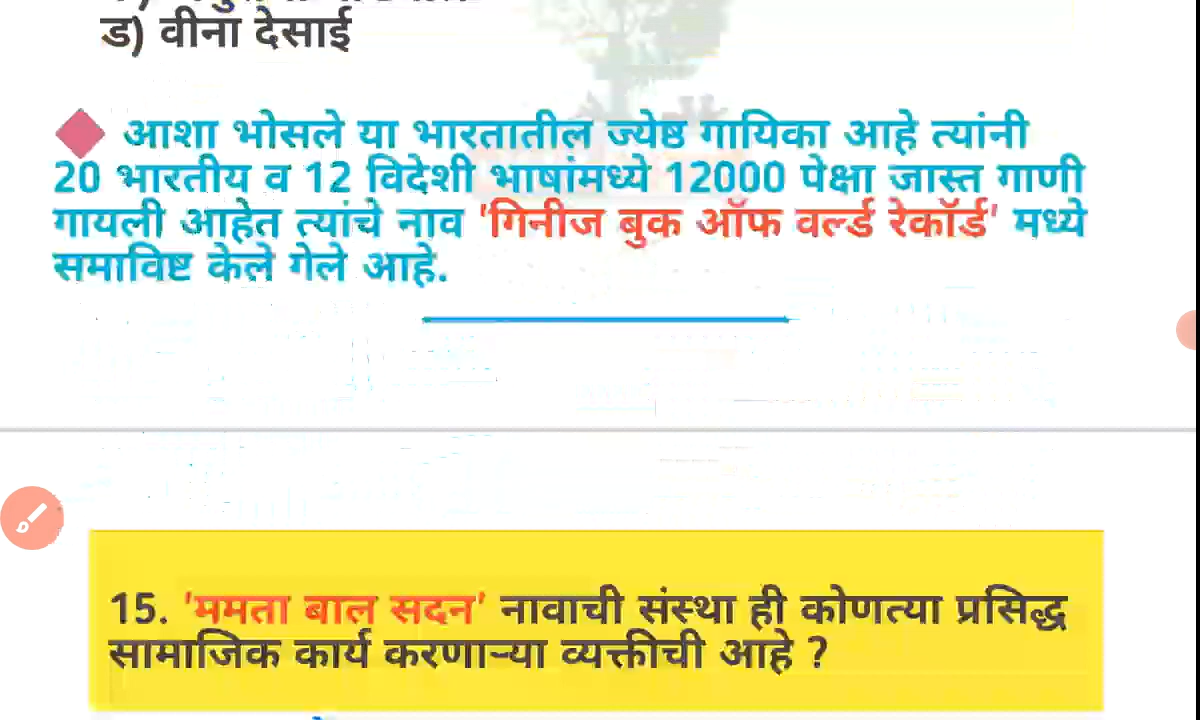 ड) वीना देसाई
आशा भोसले या भारतातील ज्येष्ठ गायिका आहे त्यांनी
20 भारतीय व 12 विदेशी भाषांमध्ये 12000 पेक्षा जास्त गाणी
गायली आहेत त्यांचे नाव 'गिनीज बुक ऑफ वर्ल्ड रेकॉर्ड' मध्ये
समाविष्ट केले गेले आहे.
15. 'ममता बाल सदन' नावाची संस्था ही कोणत्या प्रसिद्ध
सामाजिक कार्य करणाऱ्या व्यक्तीची आहे ?